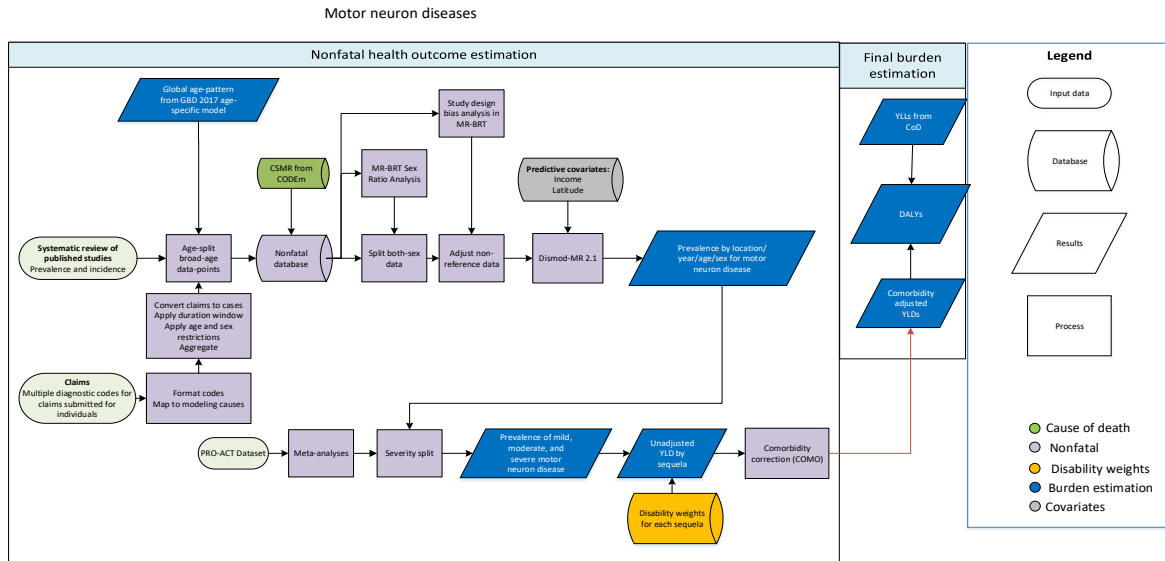 Motor neuron diseases
Nonfatal health outcome estimation
Final burden
estimation
Legend
Global age-pattern
from GBD 2017 age-
specific model
Study design
bias analysis in
MR-BRT
YLLs from
CoD
Input data
CSMR from
CODEm
MR-BRT Sex
Ratio Analysis
Predictive covariates:
Income
Latitude
Database
DALYs
Systematic review of
published studies
Prevalence and incidence
Age-split
broad-age
data-points
Nonfatal
database
Split both-sex
data
Adjust non-
reference data
Dismod-MR 2.1
Prevalence by location/
year/age/sex for motor
neuron disease
Results
Comorbidity
adjusted
YLDs
Convert claims to cases
Apply duration window
Apply age and sex
restrictions
Aggregate
Process
Claims
Multiple diagnostic codes for
claims submitted for
individuals
Format codes
Map to modeling causes
PRO-ACT Dataset
Meta-analyses
Severity split
Prevalence of mild,
moderate, and
severe motor
neuron disease
Unadjusted
YLD by
sequela
Comorbidity
correction (COMO)
Disability weights
for each sequela
Cause of death
Nonfatal
Disability weights
Burden estimation
Covariates